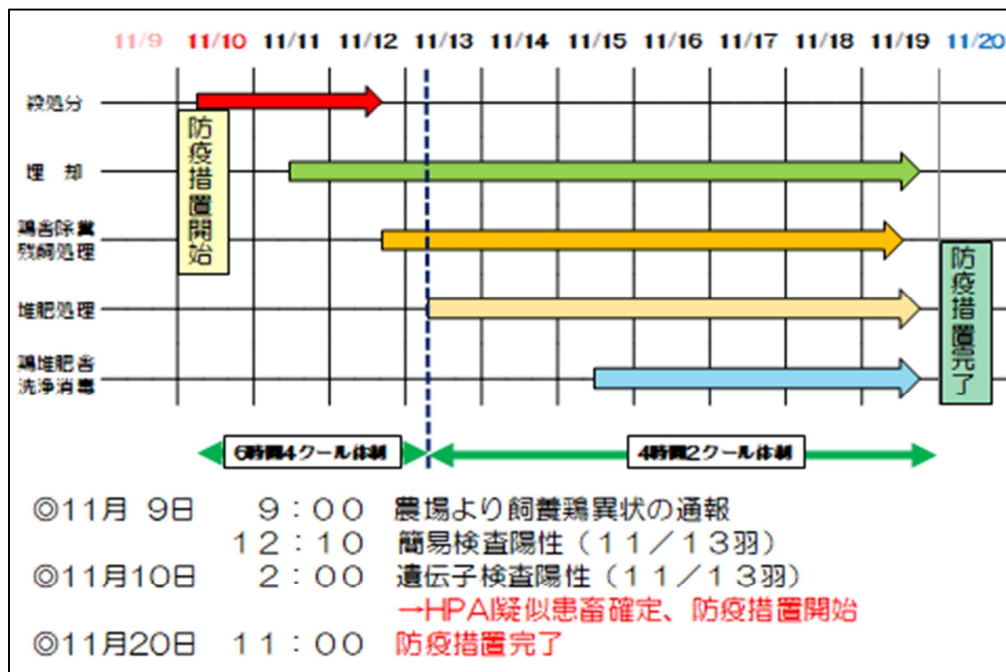 11/9 11/10 11/11 11/12 11/13 11/14 11/15 11/16 11/17 11/18 11/19 11/20
殺処分
防疫措置開始
埋 却
鶏舎除糞
残飼処理
堆肥処理
鶏堆肥舎
洗浄消毒
防疫措置完了
6時間4クール体制
4時間2クール体制
◎11月 9日 9:00 農場より飼養鶏異状の通報
12:10 簡易検査陽性(11/13羽)
◎11月10日 2:00 遺伝子検査陽性(11/13羽)
→HPAI疑似患畜確定、防疫措置開始
◎11月20日 11:00 防疫措置完了